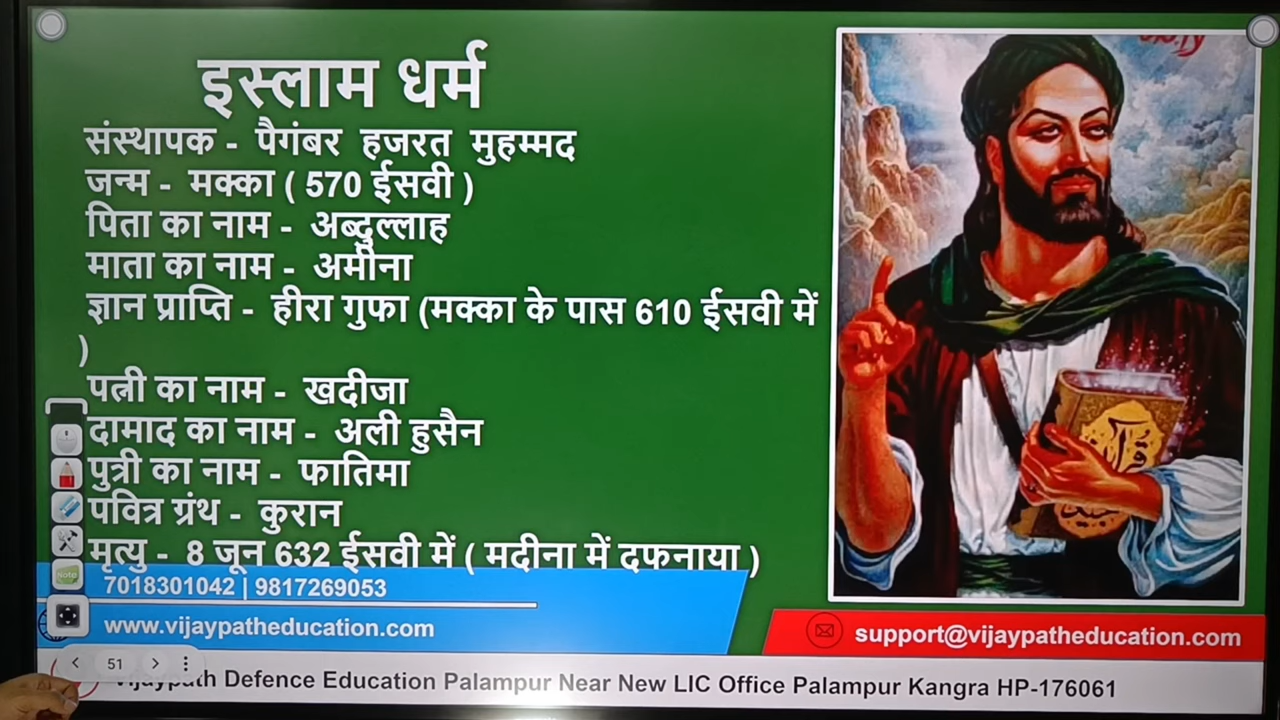 इस्लाम धर्म
संस्थापक - पैगंबर हजरत मुहम्मद
जन्म - मक्का ( 570 ईसवी )
पिता का नाम - अब्दुल्लाह
माता का नाम - अमीना
ज्ञान प्राप्ति - हीरा गुफा (मक्का के पास 610 ईसवी में
)
पत्नी का नाम - खदीजा
दामाद का नाम - अली हुसैन
पुत्री का नाम - फातिमा
पवित्र ग्रंथ - कुरान
मृत्यु - 8 जून 632 ईसवी में ( मदीना में दफनाया )
7018301042 | 9817269053
www.vijaypatheducation.com
support@vijaypatheducation.com
Note
51
Defence Education Palampur Near New LIC Office Palampur Kangra HP-176061